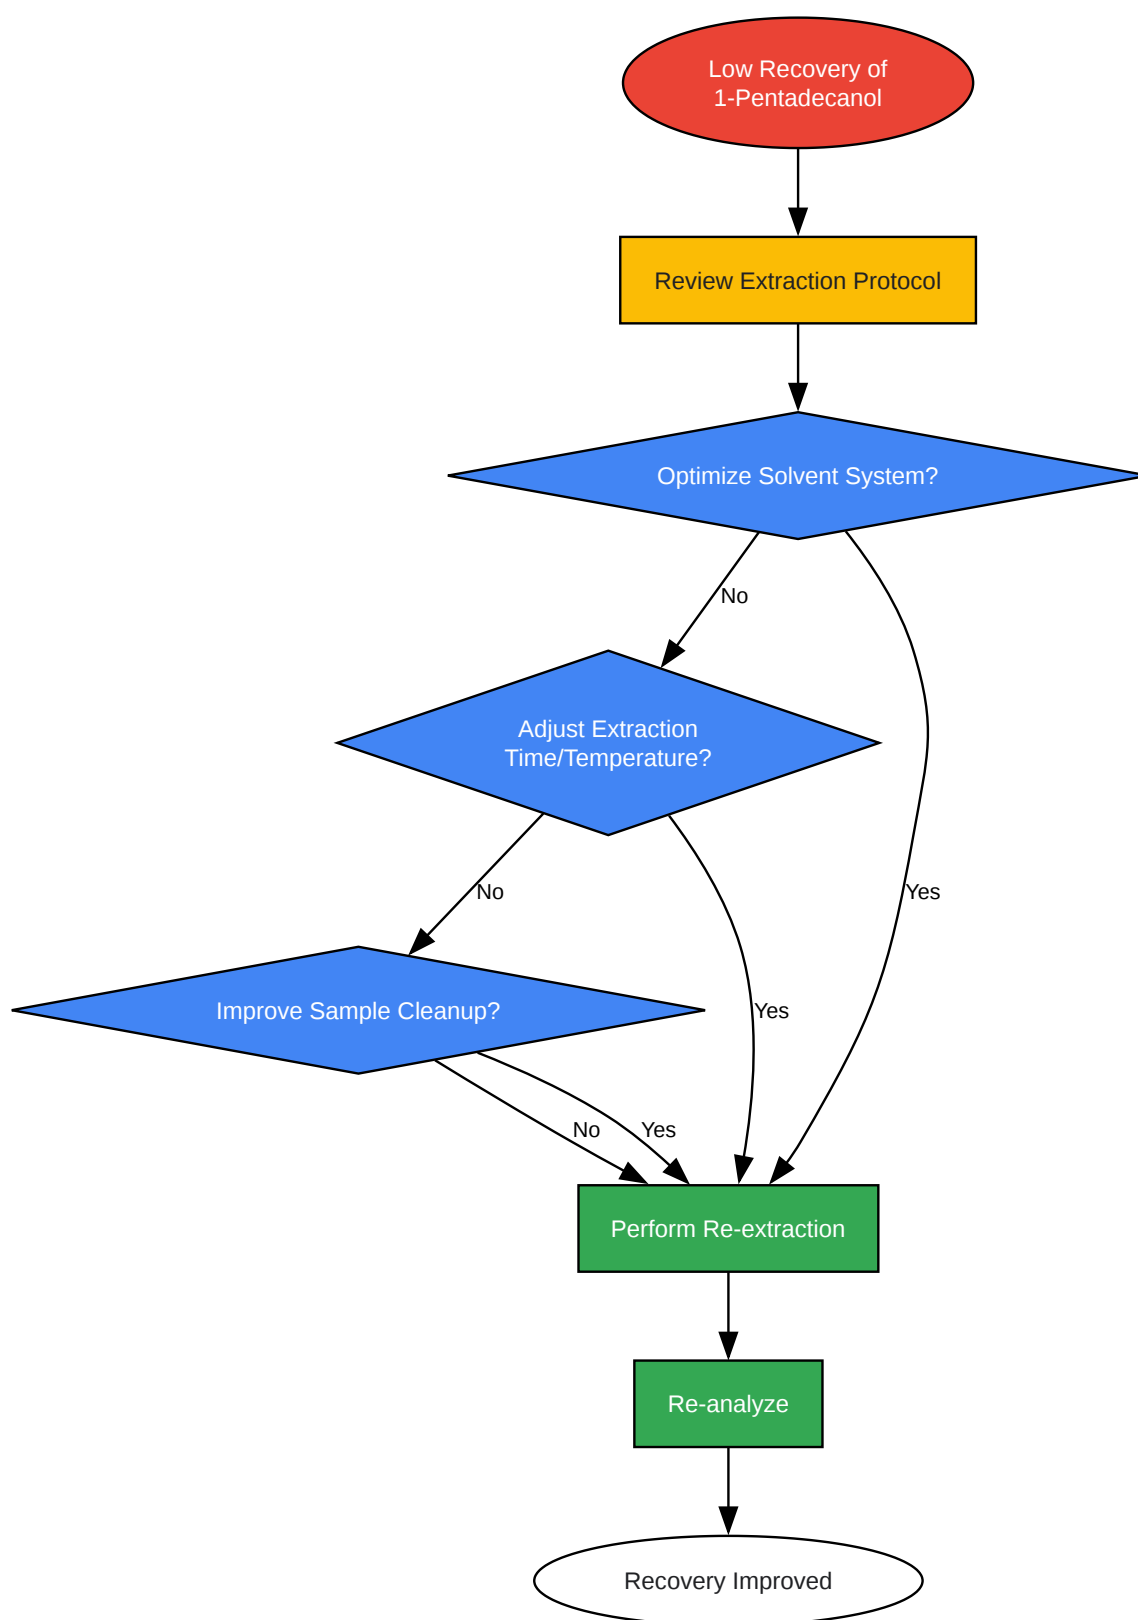 Low Recovery of
1-Pentadecanol
Review Extraction Protocol
Optimize Solvent System?
No
Adjust Extraction
Time/Temperature?
No
Yes
Improve Sample Cleanup?
Yes
No
Yes
Perform Re-extraction
Re-analyze
Recovery Improved